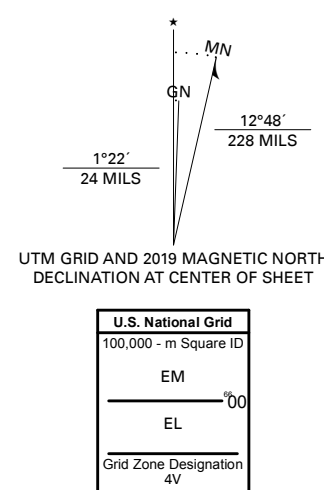 ★
MN
GN
12°48´
228 MILS
1°22´
24 MILS
UTM GRID AND 2019 MAGNETIC NORTH
DECLINATION AT CENTER OF SHEET
U.S. National Grid
100,000 - m Square ID
EM
6600
EL
Grid Zone Designation
4V